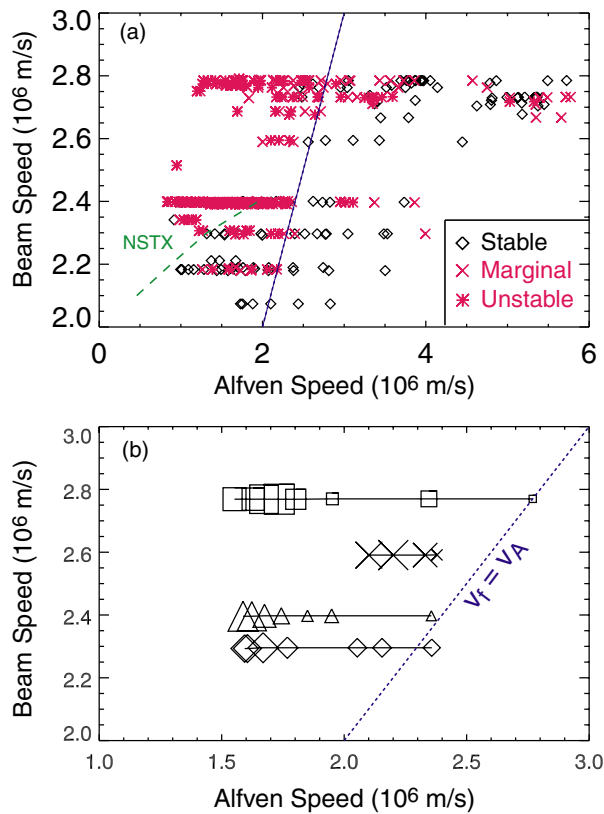 (a)
3.0
2.8
2.6
2.4
2.2
2.0
Beam Speed (10⁶ m/s)
NSTX
Stable
Marginal
Unstable
0 2 4 6
Alfven Speed (10⁶ m/s)
(b)
3.0
2.8
2.6
2.4
2.2
2.0
Beam Speed (10⁶ m/s)
Vf = VA
1.0 1.5 2.0 2.5 3.0
Alfven Speed (10⁶ m/s)